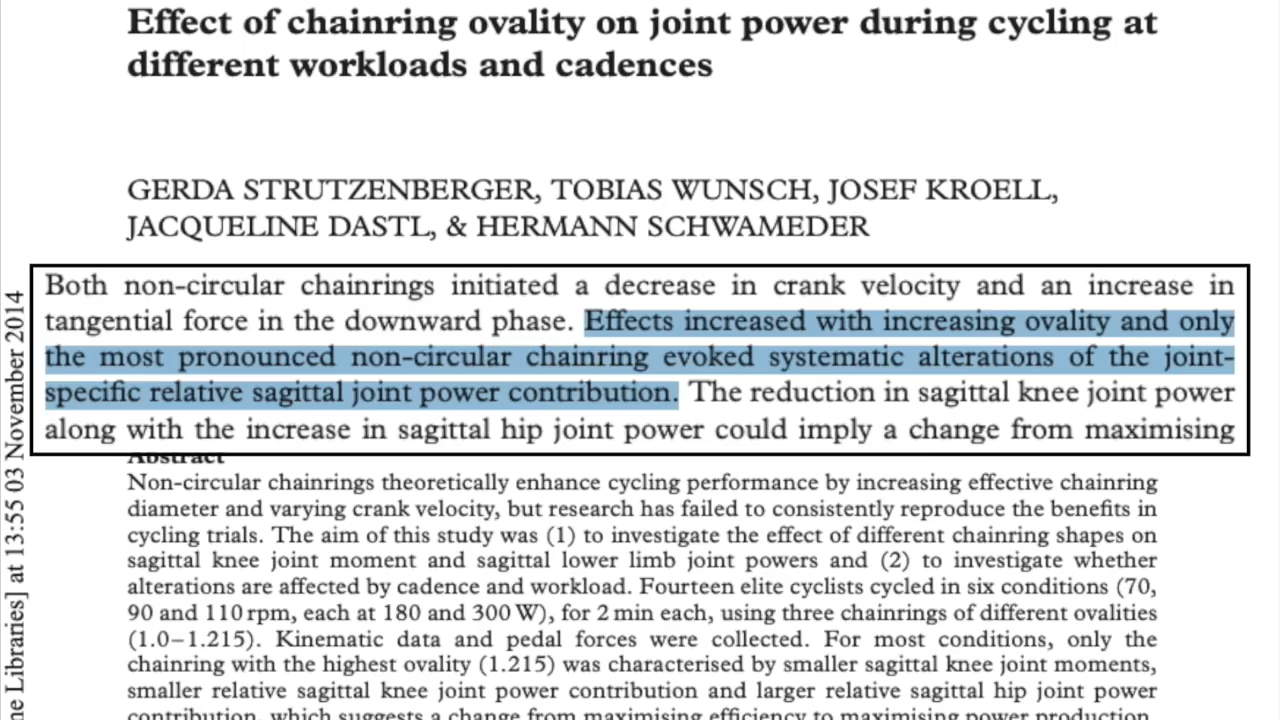 Effect of chainring ovality on joint power during cycling at
different workloads and cadences
GERDA STRUTZENBERGER, TOBIAS WUNSCH, JOSEF KROELL,
JACQUELINE DASTL, & HERMANN SCHWAMEDER
Both non-circular chainrings initiated a decrease in crank velocity and an increase in
tangential force in the downward phase. Effects increased with increasing ovality and only
the most pronounced non-circular chainring evoked systematic alterations of the joint-
specific relative sagittal joint power contribution. The reduction in sagittal knee joint power
along with the increase in sagittal hip joint power could imply a change from maximising
Abstract
Non-circular chainrings theoretically enhance cycling performance by increasing effective chainring
diameter and varying crank velocity, but research has failed to consistently reproduce the benefits in
cycling trials. The aim of this study was (1) to investigate the effect of different chainring shapes on
sagittal knee joint moment and sagittal lower limb joint powers and (2) to investigate whether
alterations are affected by cadence and workload. Fourteen elite cyclists cycled in six conditions (70,
90 and 110 rpm, each at 180 and 300 W), for 2 min each, using three chainrings of different ovalities
(1.0–1.215). Kinematic data and pedal forces were collected. For most conditions, only the
chainring with the highest ovality (1.215) was characterised by smaller sagittal knee joint moments,
smaller relative sagittal knee joint power contribution and larger relative sagittal hip joint power
contribution, which suggests a change from maximising efficiency to maximising power production.
ne Libraries] at 13:55 03 November 2014